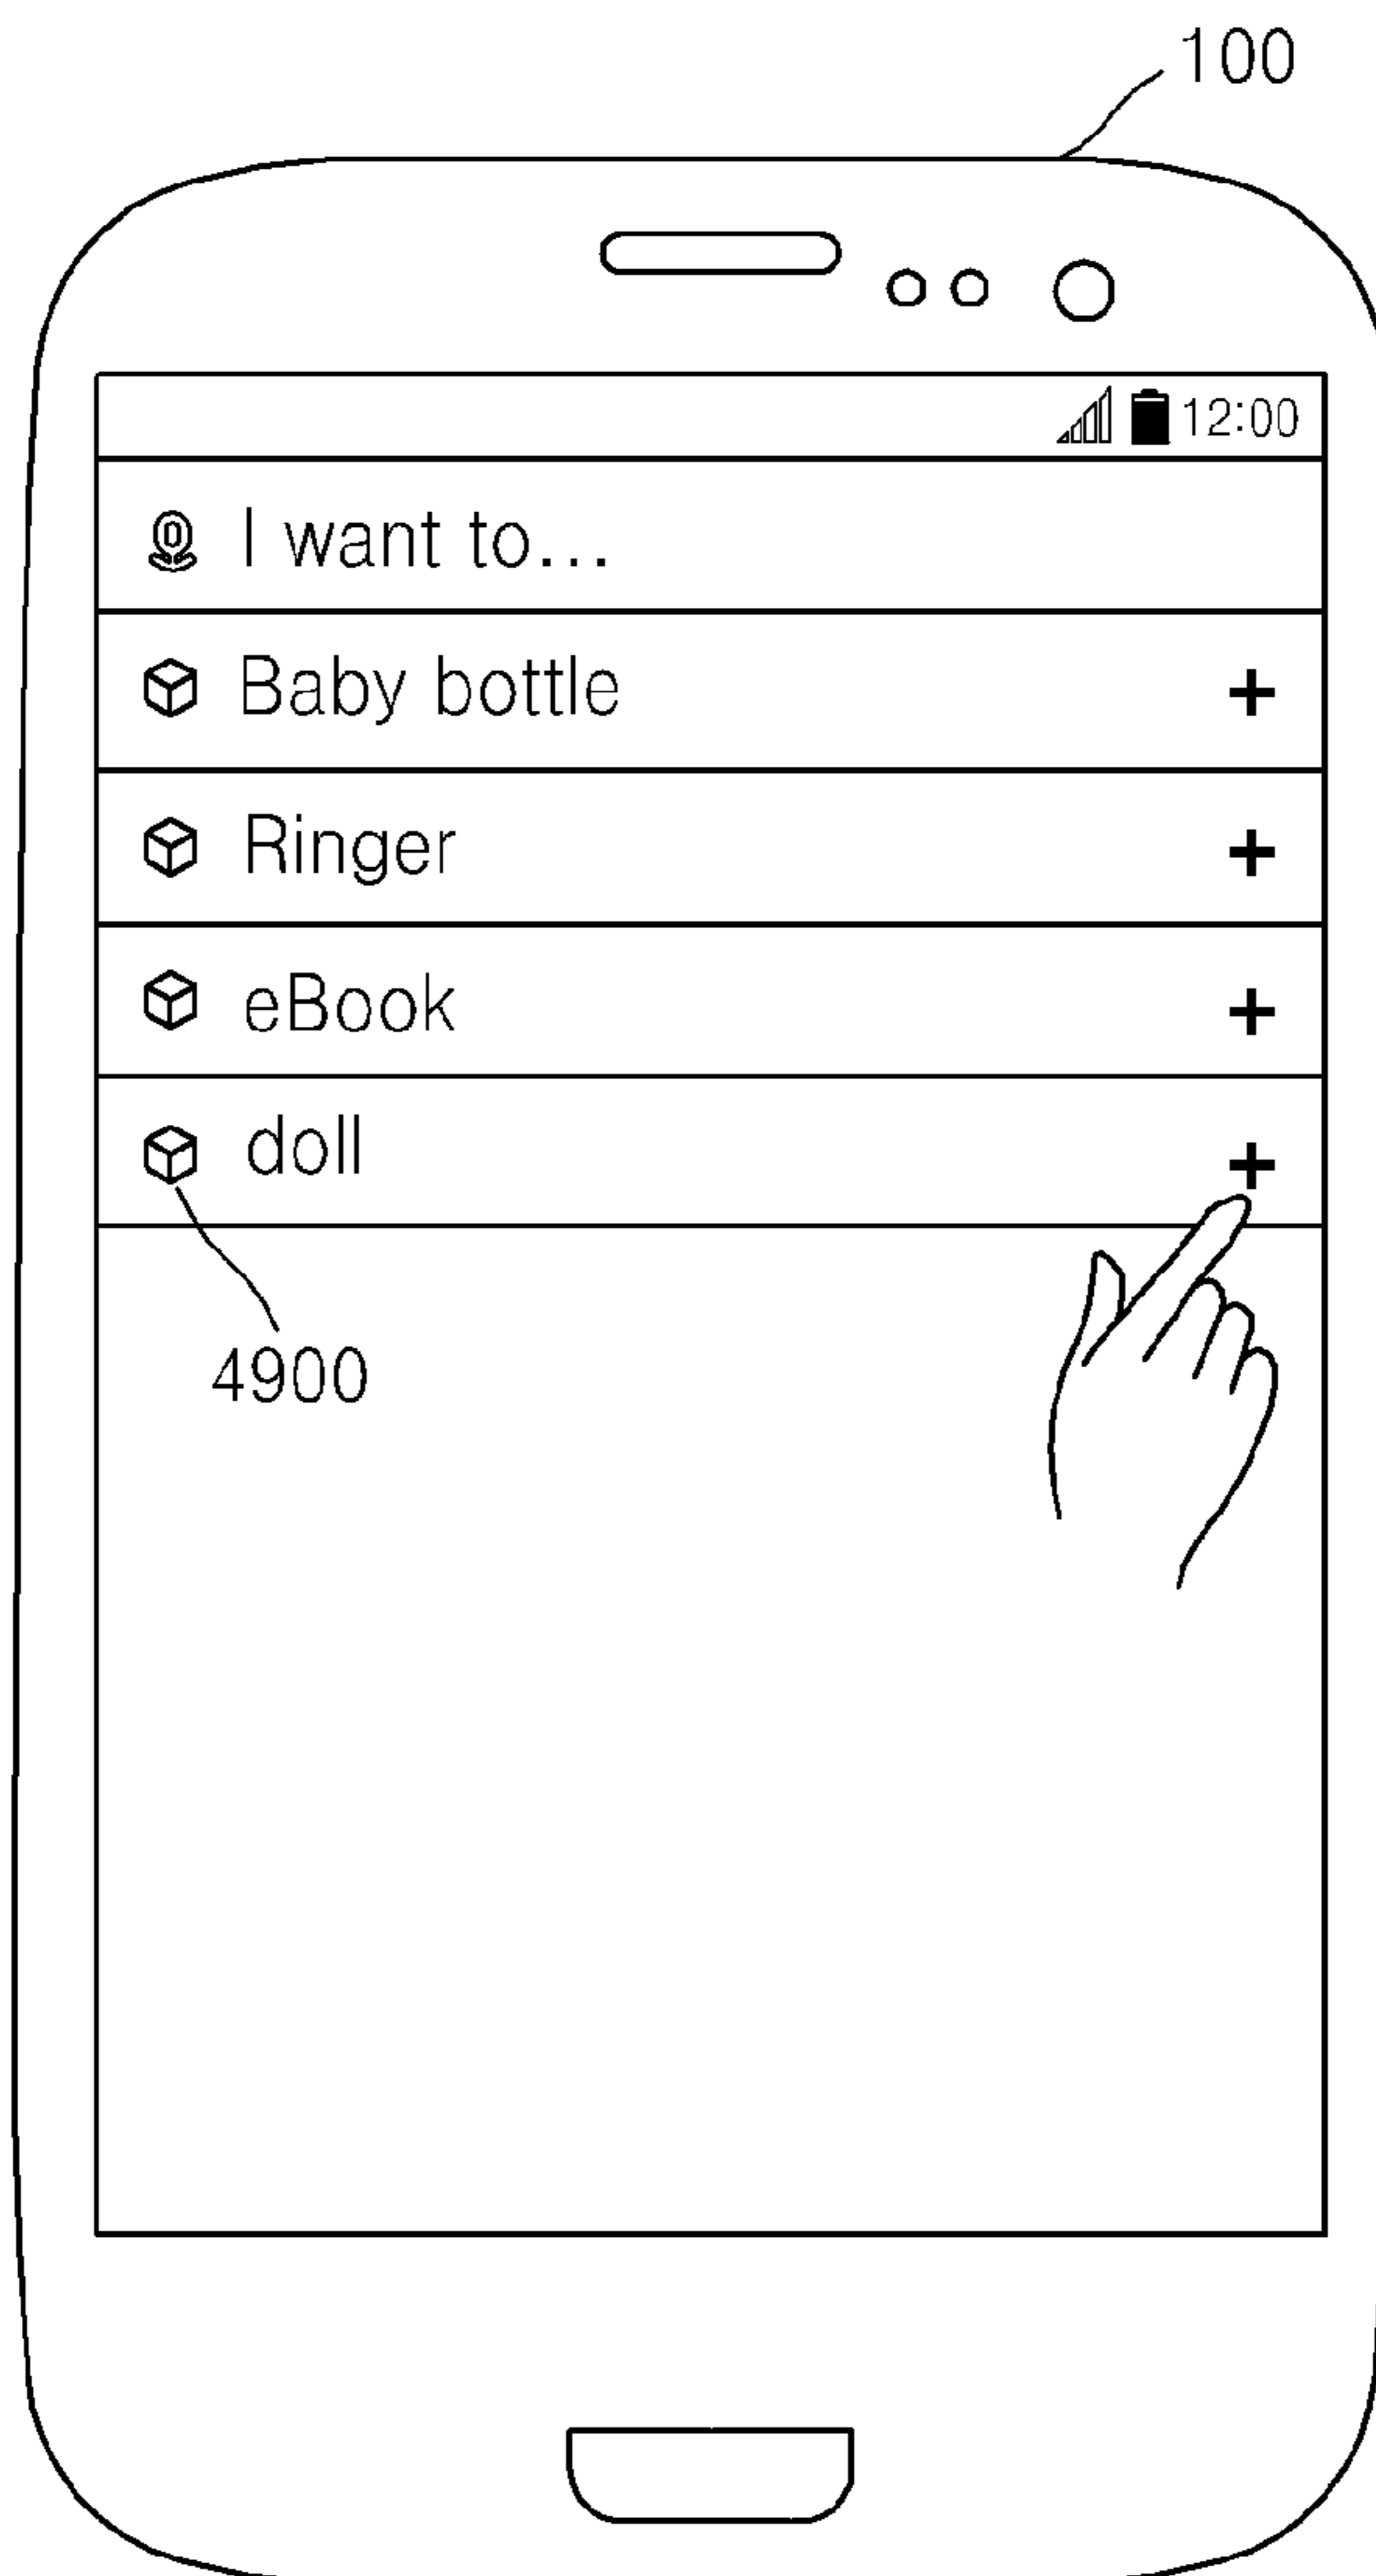 100
12:00
I want to...
Baby bottle +
Ringer +
eBook +
doll +
4900